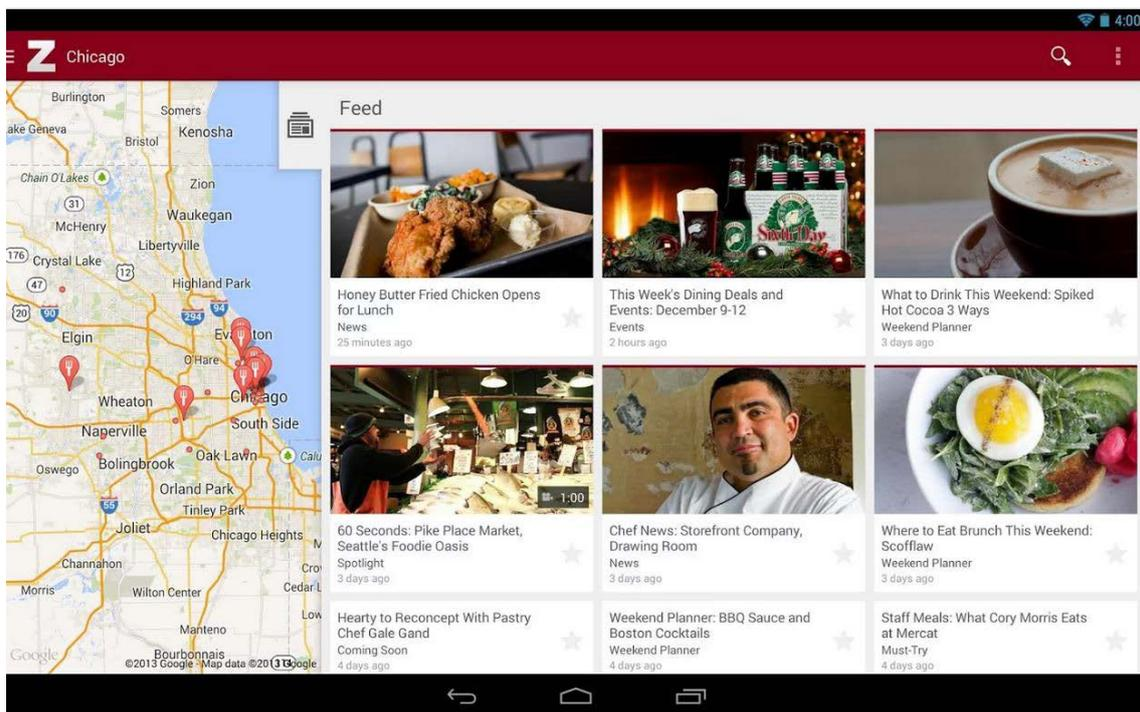 4:00
Z Chicago
Burlington
Somers
ake Geneva
Kenosha
Bristol
Chain O'Lakes
Zion
31
Waukegan
McHenry
Libertyville
176
Crystal Lake
12
47
Highland Park
20
90
294
94
Elgin
Evanston
O'Hare
Wheaton
Chicago
Naperville
South Side
Oswego
Bolingbrook
Oak Lawn
Calu
Orland Park
55
Tinley Park
Joliet
Chicago Heights
Channahon
Cro
Morris
Wilton Center
Cedar L
Low
Manteno
Bourbonnais
Google
©2013 Google - Map data ©2013 Google
114
Feed
Sixth Day
Honey Butter Fried Chicken Opens
for Lunch
News
25 minutes ago
This Week's Dining Deals and
Events: December 9-12
Events
2 hours ago
What to Drink This Weekend: Spiked
Hot Cocoa 3 Ways
Weekend Planner
3 days ago
1:00
60 Seconds: Pike Place Market,
Seattle's Foodie Oasis
Spotlight
3 days ago
Chef News: Storefront Company,
Drawing Room
News
3 days ago
Where to Eat Brunch This Weekend:
Scofflaw
Weekend Planner
3 days ago
Hearty to Reconcept With Pastry
Chef Gale Gand
Coming Soon
4 days ago
Weekend Planner: BBQ Sauce and
Boston Cocktails
Weekend Planner
4 days ago
Staff Meals: What Cory Morris Eats
at Mercat
Must-Try
4 days ago